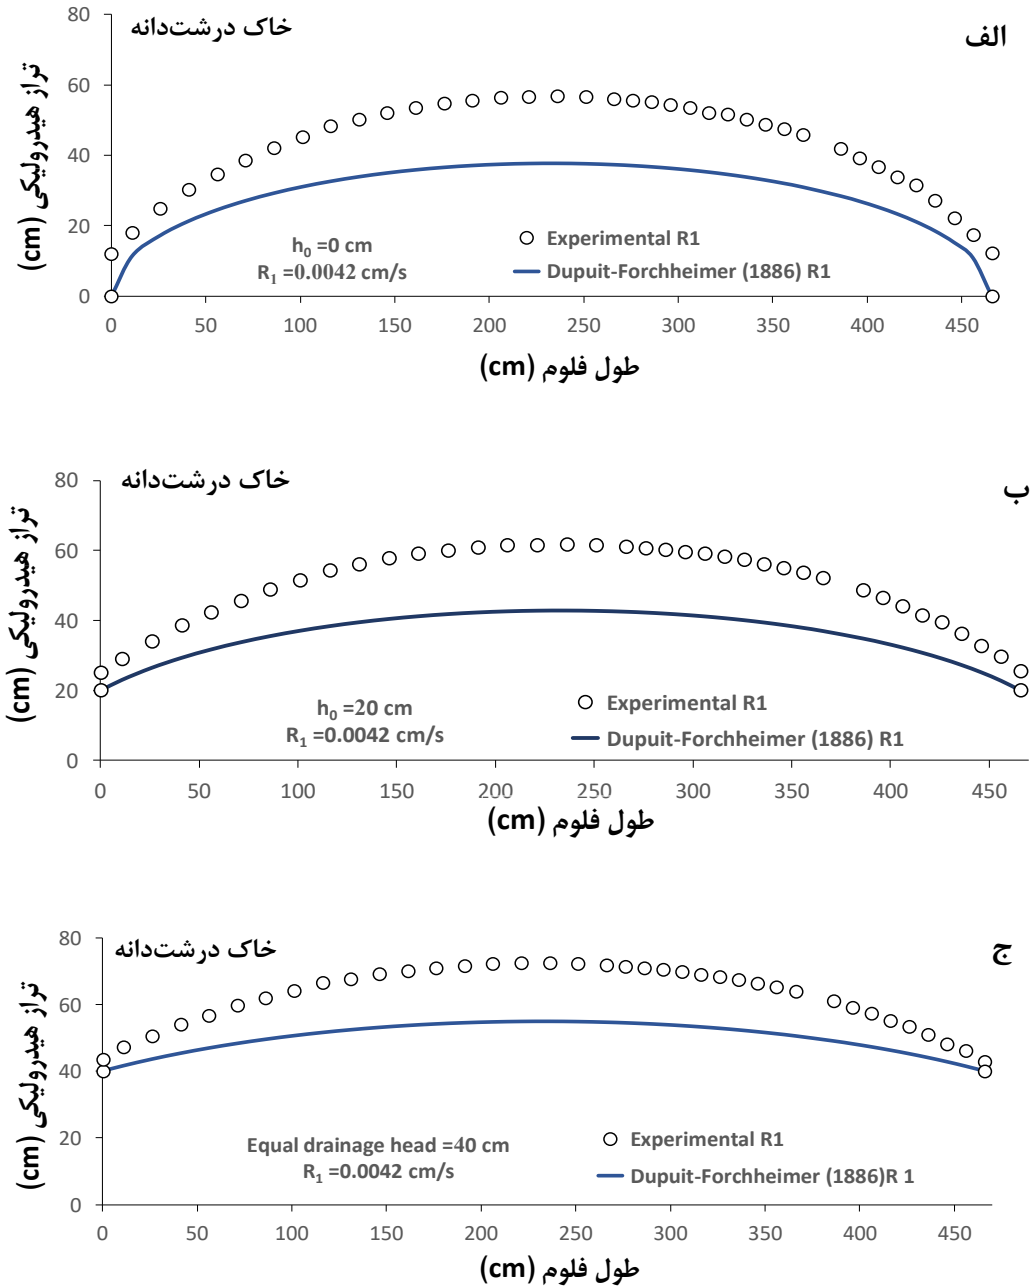 خاک درشت‌دانه
الف
تراز هیدرولیکی (cm)
80
60
40
20
0
h0 =0 cm
R1 =0.0042 cm/s
Experimental R1
Dupuit-Forchheimer (1886) R1
0 50 100 150 200 250 300 350 400 450
طول فلوم (cm)
خاک درشت‌دانه
ب
تراز هیدرولیکی (cm)
80
60
40
20
0
h0 =20 cm
R1 =0.0042 cm/s
Experimental R1
Dupuit-Forchheimer (1886) R1
0 50 100 150 200 250 300 350 400 450
طول فلوم (cm)
خاک درشت‌دانه
ج
تراز هیدرولیکی (cm)
80
60
40
20
0
Equal drainage head =40 cm
R1 =0.0042 cm/s
Experimental R1
Dupuit-Forchheimer (1886)R 1
0 50 100 150 200 250 300 350 400 450
طول فلوم (cm)